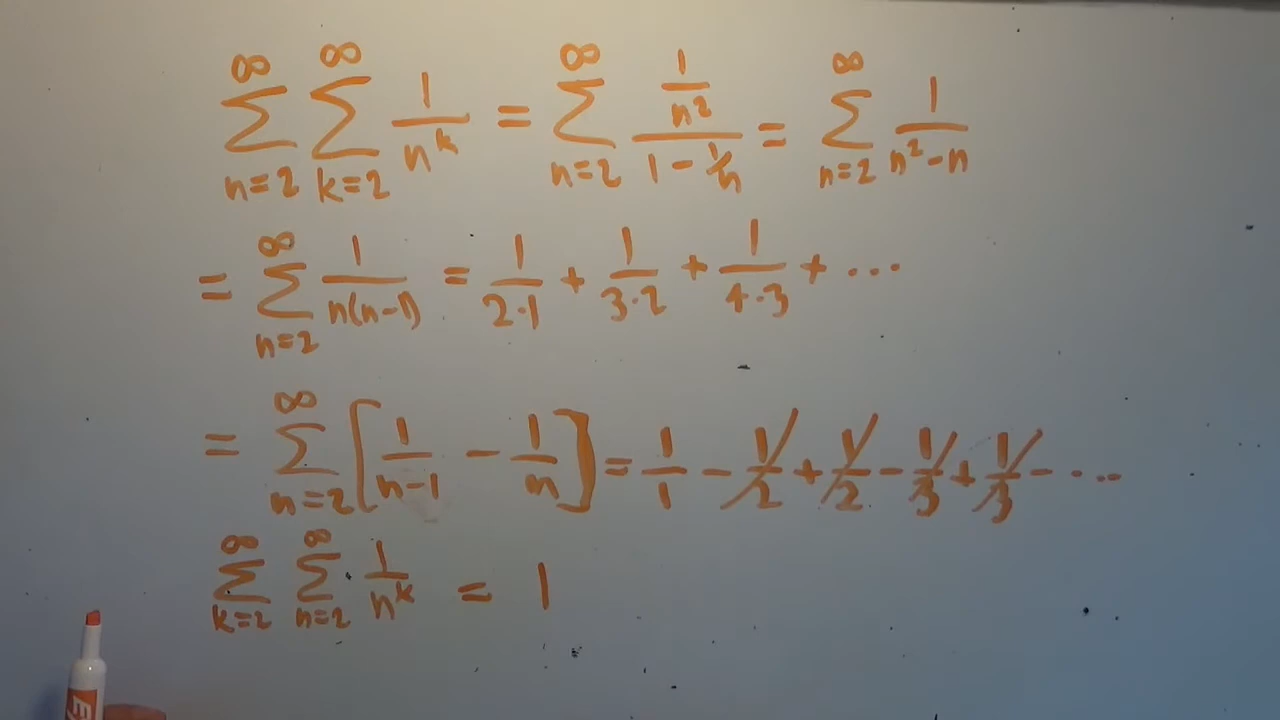 ∞ ∑ n=2 ∞ ∑ k=2 1/n^k = ∞ ∑ n=2 (1/n²)/(1 - 1/n) = ∞ ∑ n=2 1/(n² - n)
= ∞ ∑ n=2 1/(n(n-1)) = 1/(2·1) + 1/(3·2) + 1/(4·3) + ...
= ∞ ∑ n=2 [1/(n-1) - 1/n] = 1/1 - 1/2 + 1/2 - 1/3 + 1/3 - ...
∞ ∑ k=2 ∞ ∑ n=2 1/n^k = 1